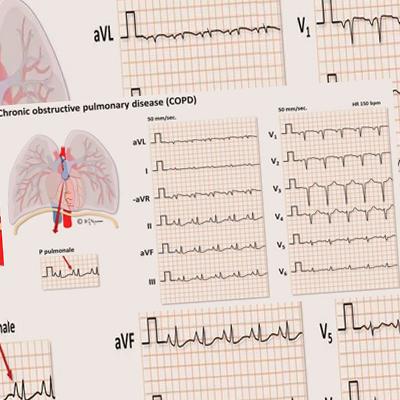 aVL
V1
Chronic obstructive pulmonary disease (COPD)
50 mm/sec.
50 mm/sec.
HR 150 bpm
aVL
I
-aVR
II
aVF
III
V1
V2
V3
V4
V5
V6
P pulmonale
nale
aVF
V5